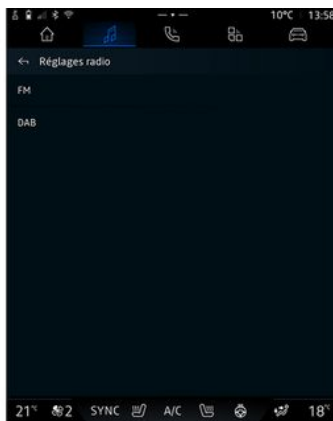 10°C 13:58
Réglages radio
FM
DAB
21°C 2 SYNC A/C 18°C